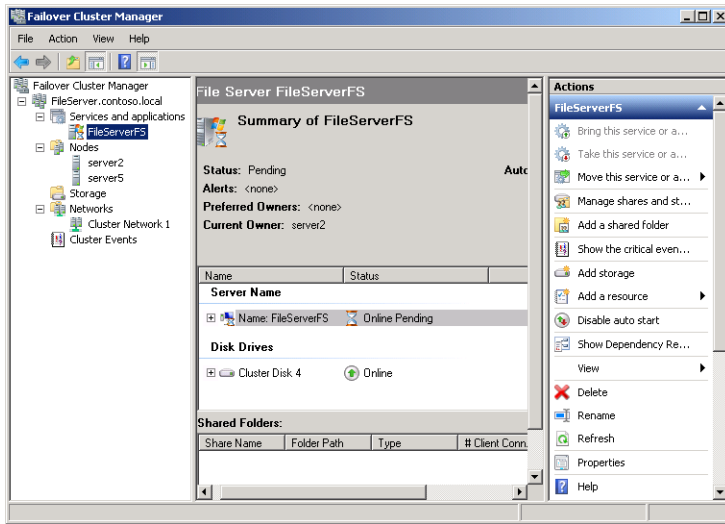 Failover Cluster Manager
File Action View Help
Failover Cluster Manager
FileServer.contoso.local
Services and applications
FileServerFS
Nodes
server2
server5
Storage
Networks
Cluster Network 1
Cluster Events
File Server FileServerFS
Summary of FileServerFS
Status: Pending Auto
Alerts: <none>
Preferred Owners: <none>
Current Owner: server2
Name Status
Server Name
Name: FileServerFS Online Pending
Disk Drives
Cluster Disk 4 Online
Shared Folders:
Share Name Folder Path Type # Client Conn.
Actions
FileServerFS
Bring this service or a...
Take this service or a...
Move this service or a...
Manage shares and st...
Add a shared folder
Show the critical even...
Add storage
Add a resource
Disable auto start
Show Dependency Re...
View
Delete
Rename
Refresh
Properties
Help